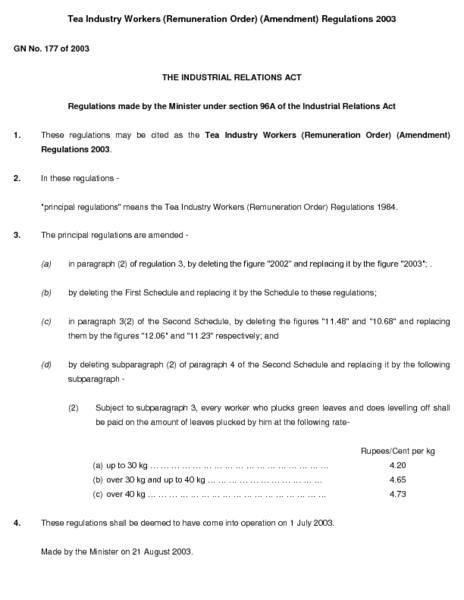 Tea Industry Workers (Remuneration Order) (Amendment) Regulations 2003
GN No. 177 of 2003
THE INDUSTRIAL RELATIONS ACT
Regulations made by the Minister under section 96A of the Industrial Relations Act
1. These regulations may be cited as the Tea Industry Workers (Remuneration Order) (Amendment)
Regulations 2003.
2. In these regulations -
"principal regulations" means the Tea Industry Workers (Remuneration Order) Regulations 1984.
3. The principal regulations are amended -
(a) in paragraph (2) of regulation 3, by deleting the figure "2002" and replacing it by the figure "2003"; .
(b) by deleting the First Schedule and replacing it by the Schedule to these regulations;
(c) in paragraph 3(2) of the Second Schedule, by deleting the figures "11.48" and "10.68" and replacing
them by the figures "12.06" and "11.23" respectively; and
(d) by deleting subparagraph (2) of paragraph 4 of the Second Schedule and replacing it by the following
subparagraph -
(2) Subject to subparagraph 3, every worker who plucks green leaves and does levelling off shall
be paid on the amount of leaves plucked by him at the following rate-
Rupees/Cent per kg
(a) up to 30 kg ... ... ... ... ... ... ... ... ... ... ... ... ... ... ... ... ... 4.20
(b) over 30 kg and up to 40 kg ... ... ... ... ... ... ... ... ... ... ... 4.65
(c) over 40 kg ... ... ... ... ... ... ... ... ... ... ... ... ... ... ... ... ... 4.73
4. These regulations shall be deemed to have come into operation on 1 July 2003.
Made by the Minister on 21 August 2003.